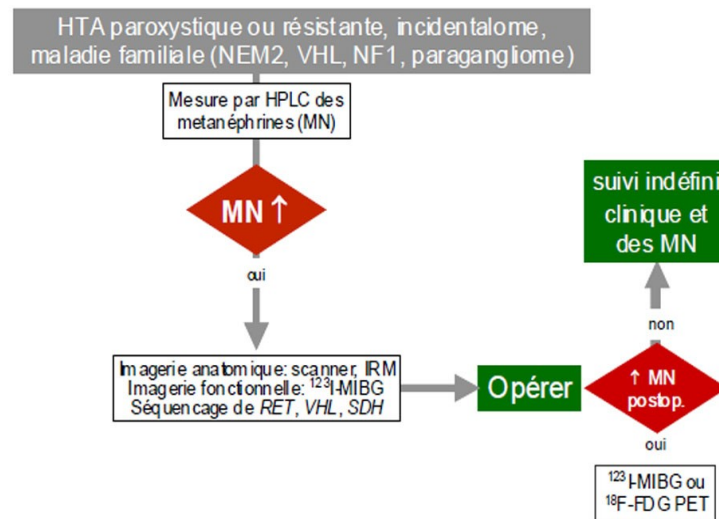 HTA paroxystique ou résistante, incidentalome,
maladie familiale (NEM2, VHL, NF1, paragangliome)
Mesure par HPLC des
metanéphrines (MN)
MN ↑
oui
Imagerie anatomique: scanner, IRM
Imagerie fonctionnelle: ¹²³I-MIBG
Séquencage de RET, VHL, SDH
Opérer
↑ MN
postop.
non
suivi indéfini
clinique et
des MN
oui
¹²³I-MIBG ou
¹⁸F-FDG PET